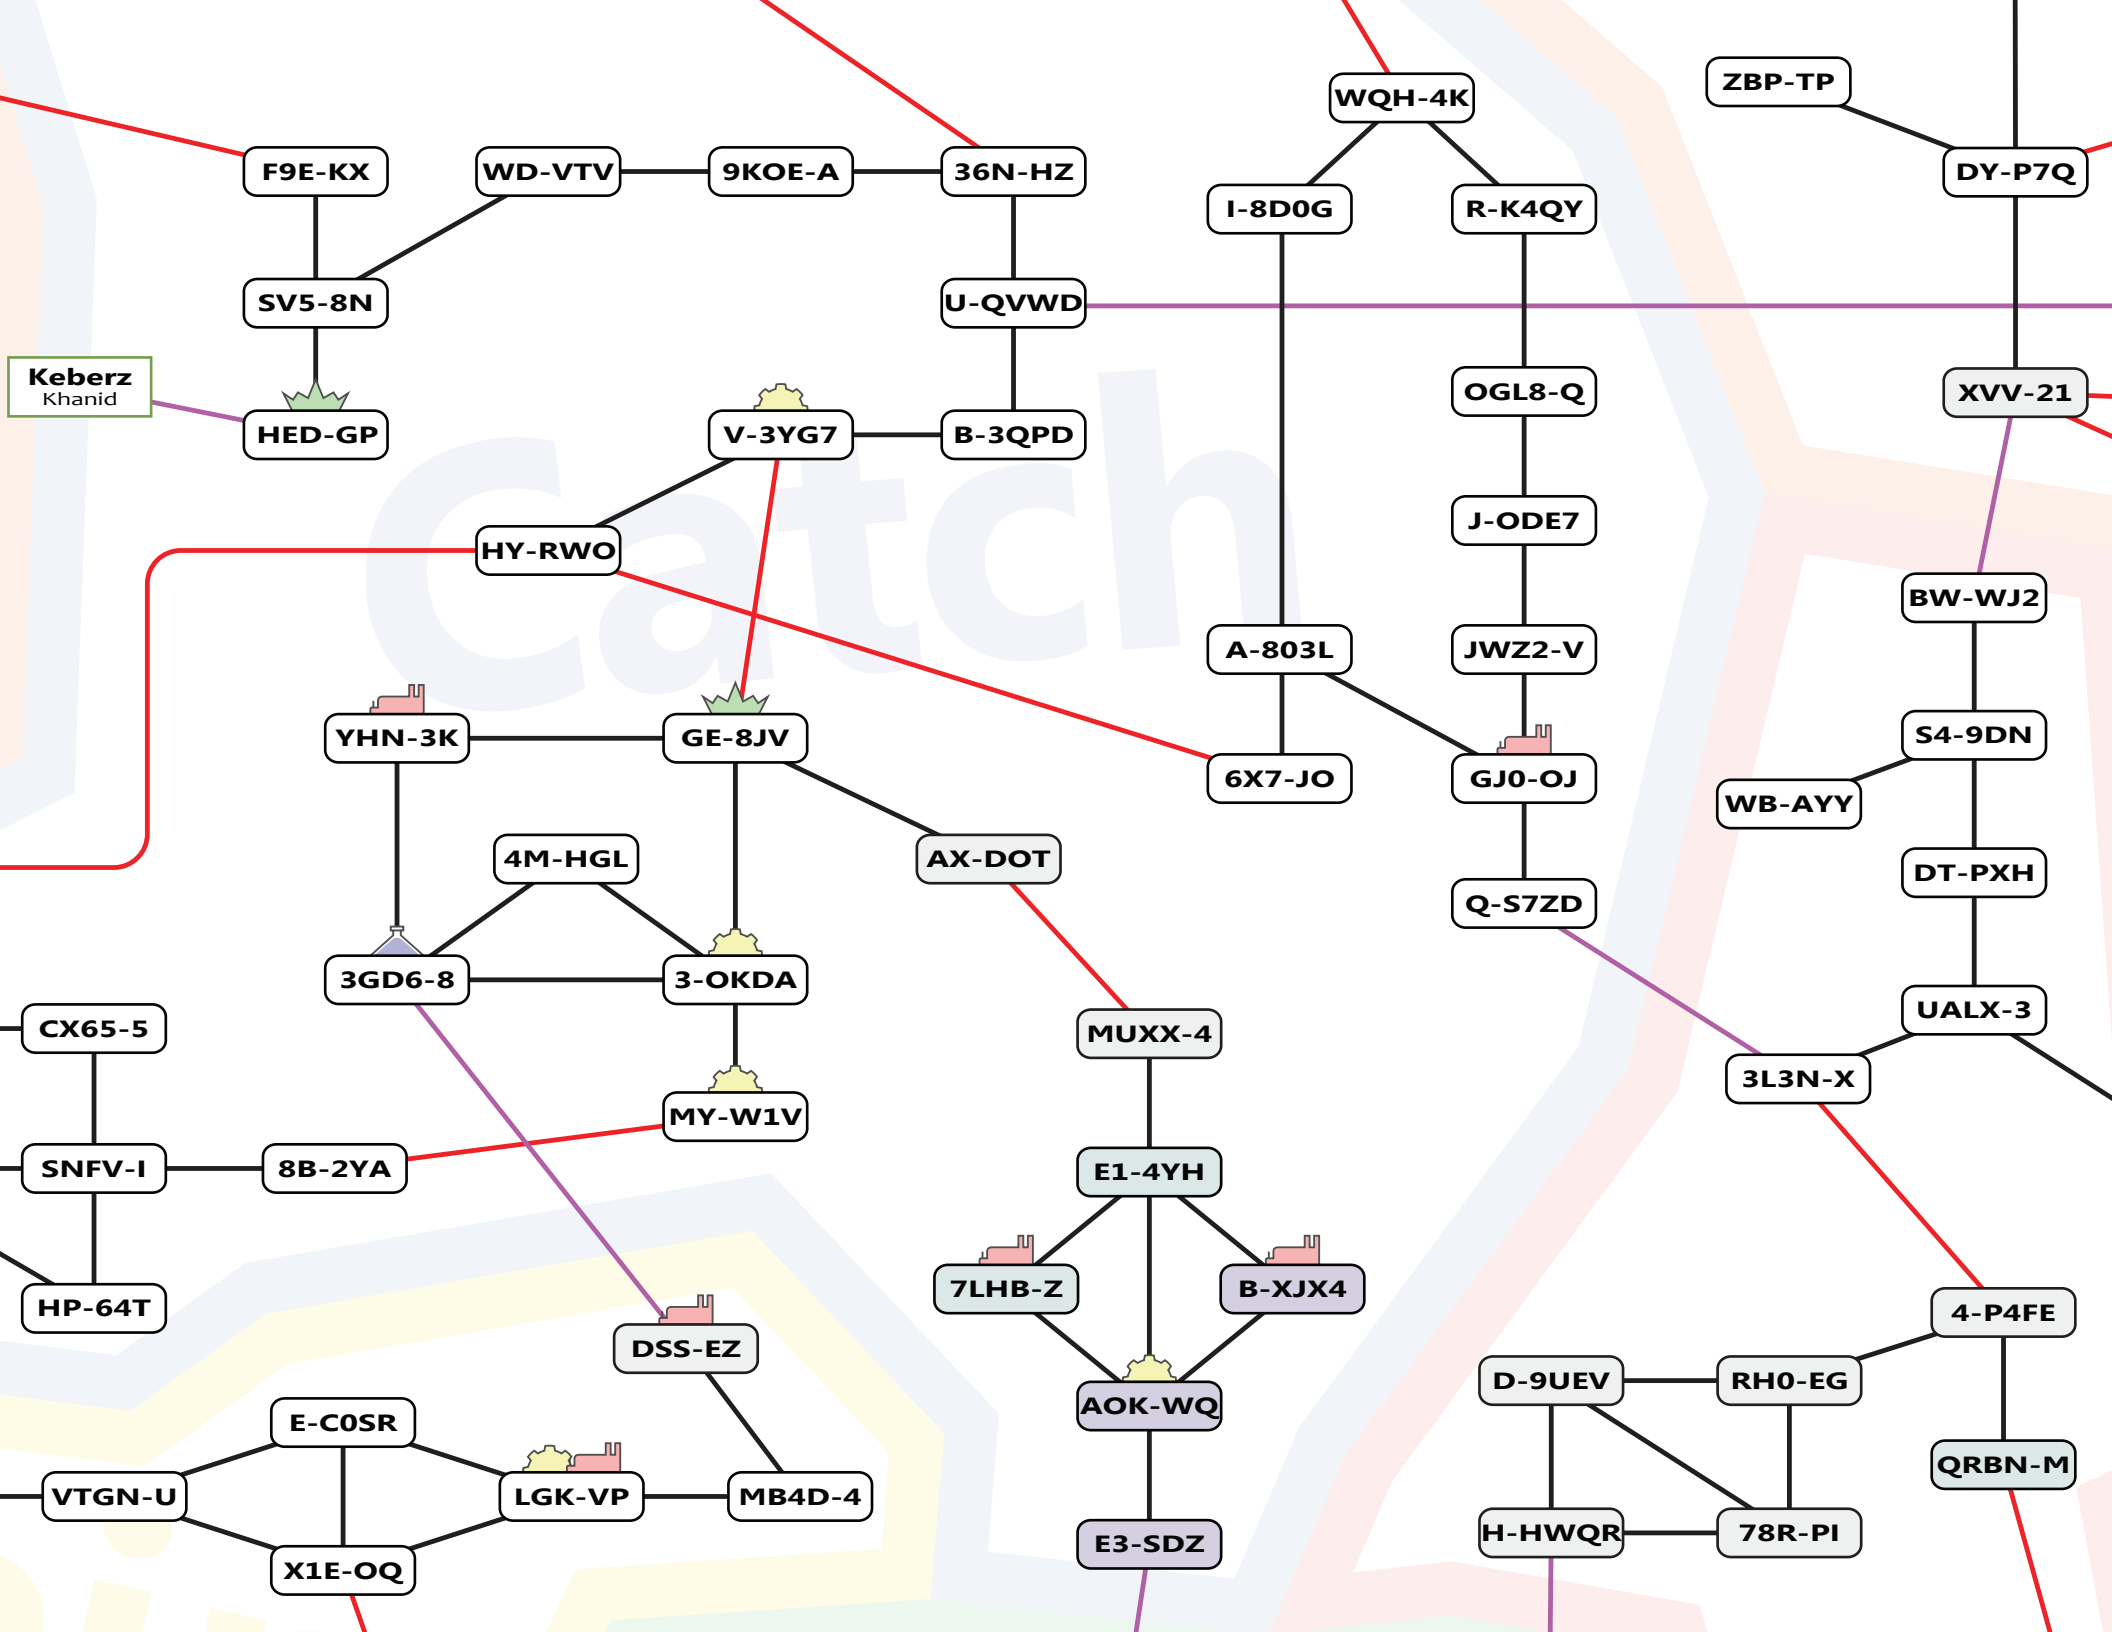 WQH-4K
ZBP-TP
F9E-KX
WD-VTV
9KOE-A
36N-HZ
DY-P7Q
I-8D0G
R-K4QY
SV5-8N
U-QVWD
Keberz
Khanid
OGL8-Q
XVV-21
HED-GP
V-3YG7
B-3QPD
Catch
J-ODE7
HY-RWO
BW-WJ2
A-803L
JWZ2-V
YHN-3K
GE-8JV
S4-9DN
6X7-JO
GJ0-OJ
WB-AYY
4M-HGL
AX-DOT
DT-PXH
Q-S7ZD
3GD6-8
3-OKDA
UALX-3
CX65-5
MUXX-4
3L3N-X
MY-W1V
SNFV-I
8B-2YA
E1-4YH
7LHB-Z
B-XJX4
HP-64T
4-P4FE
DSS-EZ
D-9UEV
RH0-EG
AOK-WQ
E-C0SR
QRBN-M
VTGN-U
LGK-VP
MB4D-4
H-HWQR
78R-PI
E3-SDZ
X1E-OQ